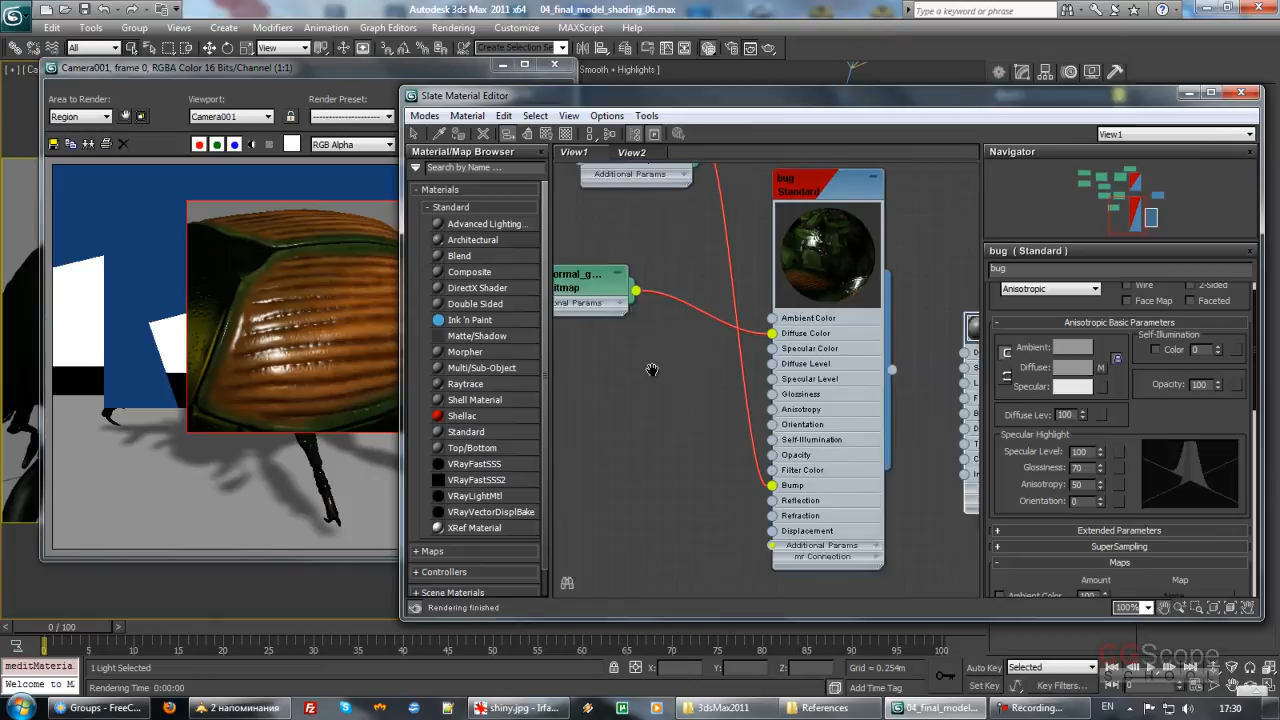 Autodesk 3ds Max 2011 x64 04_final_model_shading_06.max
Type a keyword or phrase
Edit Tools Group Views Create Modifiers Animation Graph Editors Rendering Customize MAXScript Help
All View Create Selection Se
Camera001, frame 0, RGBA Color 16 Bits/Channel (1:1)
Smooth + Highlights ]
Area to Render: Viewport: Render Preset:
Region Camera001
RGB Alpha
Slate Material Editor
Modes Material Edit Select View Options Tools
View1
Material/Map Browser
Search by Name ...
- Materials
- Standard
Advanced Lighting...
Architectural
Blend
Composite
DirectX Shader
Double Sided
Ink 'n Paint
Matte/Shadow
Morpher
Multi/Sub-Object
Raytrace
Shell Material
Shellac
Standard
Top/Bottom
VRayFastSSS
VRayFastSSS2
VRayLightMtl
VRayVectorDisplBake
XRef Material
+ Maps
+ Controllers
+ Scene Materials
View1 View2
Additional Params
ormal_g...
itmap
onal Params
bug
Standard
Ambient Color
Diffuse Color
Specular Color
Diffuse Level
Specular Level
Glossiness
Anisotropy
Orientation
Self-Illumination
Opacity
Filter Color
Bump
Reflection
Refraction
Displacement
Additional Params
mr Connection
Navigator
bug ( Standard )
bug
Anisotropic
Wire 2-Sided
Face Map Faceted
- Anisotropic Basic Parameters
Ambient:
Diffuse: M
Specular:
Self-Illumination
Color 0
Opacity: 100
Diffuse Lev: 100
Specular Highlight
Specular Level: 100
Glossiness: 70
Anisotropy: 50
Orientation: 0
+ Extended Parameters
+ SuperSampling
- Maps
Amount Map
Ambient Color 100 None
Rendering finished
100%
0 / 100
0 5 10 15 20 25 30 35 40 45 50 55 60 65 70 75 80 85 90 95 100
meditMateria
Welcome to M
1 Light Selected
Rendering Time 0:00:00
X: Y: Z: Grid = 0.254m
Add Time Tag
Auto Key Selected
Set Key Key Filters...
0
CGScope
school
Groups - FreeC...
2 напоминания
shiny.jpg - Irfa...
3dsMax2011
References
04_final_model...
Recording...
EN 17:30